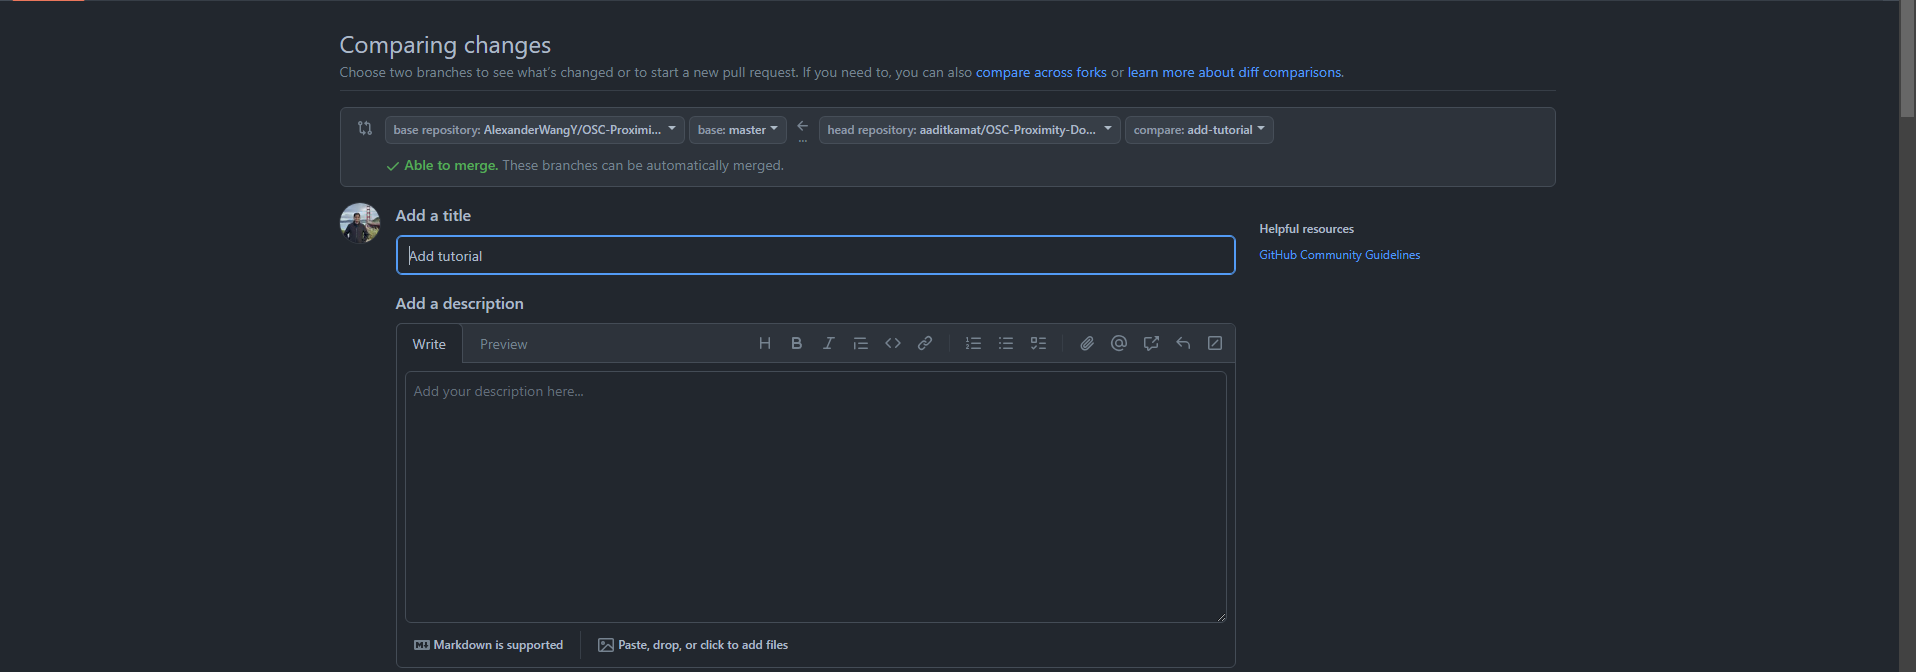 Comparing changes
Choose two branches to see what's changed or to start a new pull request. If you need to, you can also compare across forks or learn more about diff comparisons.
base repository: AlexanderWangY/OSC-Proximi... base: master ... head repository: aaditkamat/OSC-Proximity-Do... compare: add-tutorial
Able to merge. These branches can be automatically merged.
Add a title
Add tutorial
Helpful resources
GitHub Community Guidelines
Add a description
Write Preview
Add your description here...
Markdown is supported Paste, drop, or click to add files